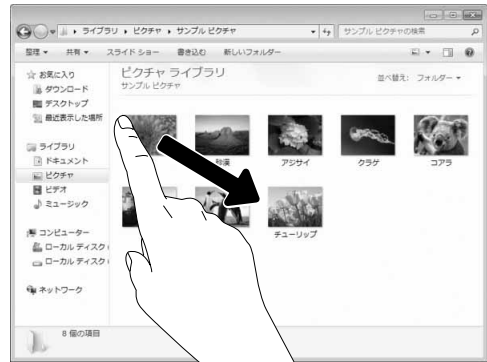 ライブラリ ▸ ピクチャ ▸ サンプル ピクチャ
サンプル ピクチャの検索
整理 ▾ 共有 ▾ スライド ショー 書き込む 新しいフォルダー
お気に入り
ダウンロード
デスクトップ
最近表示した場所
ライブラリ
ドキュメント
ピクチャ
ビデオ
ミュージック
コンピューター
ローカル ディスク
ローカル ディスク
ネットワーク
ピクチャ ライブラリ
サンプル ピクチャ
並べ替え: フォルダー ▾
砂漠
アジサイ
クラゲ
コアラ
チューリップ
8 個の項目